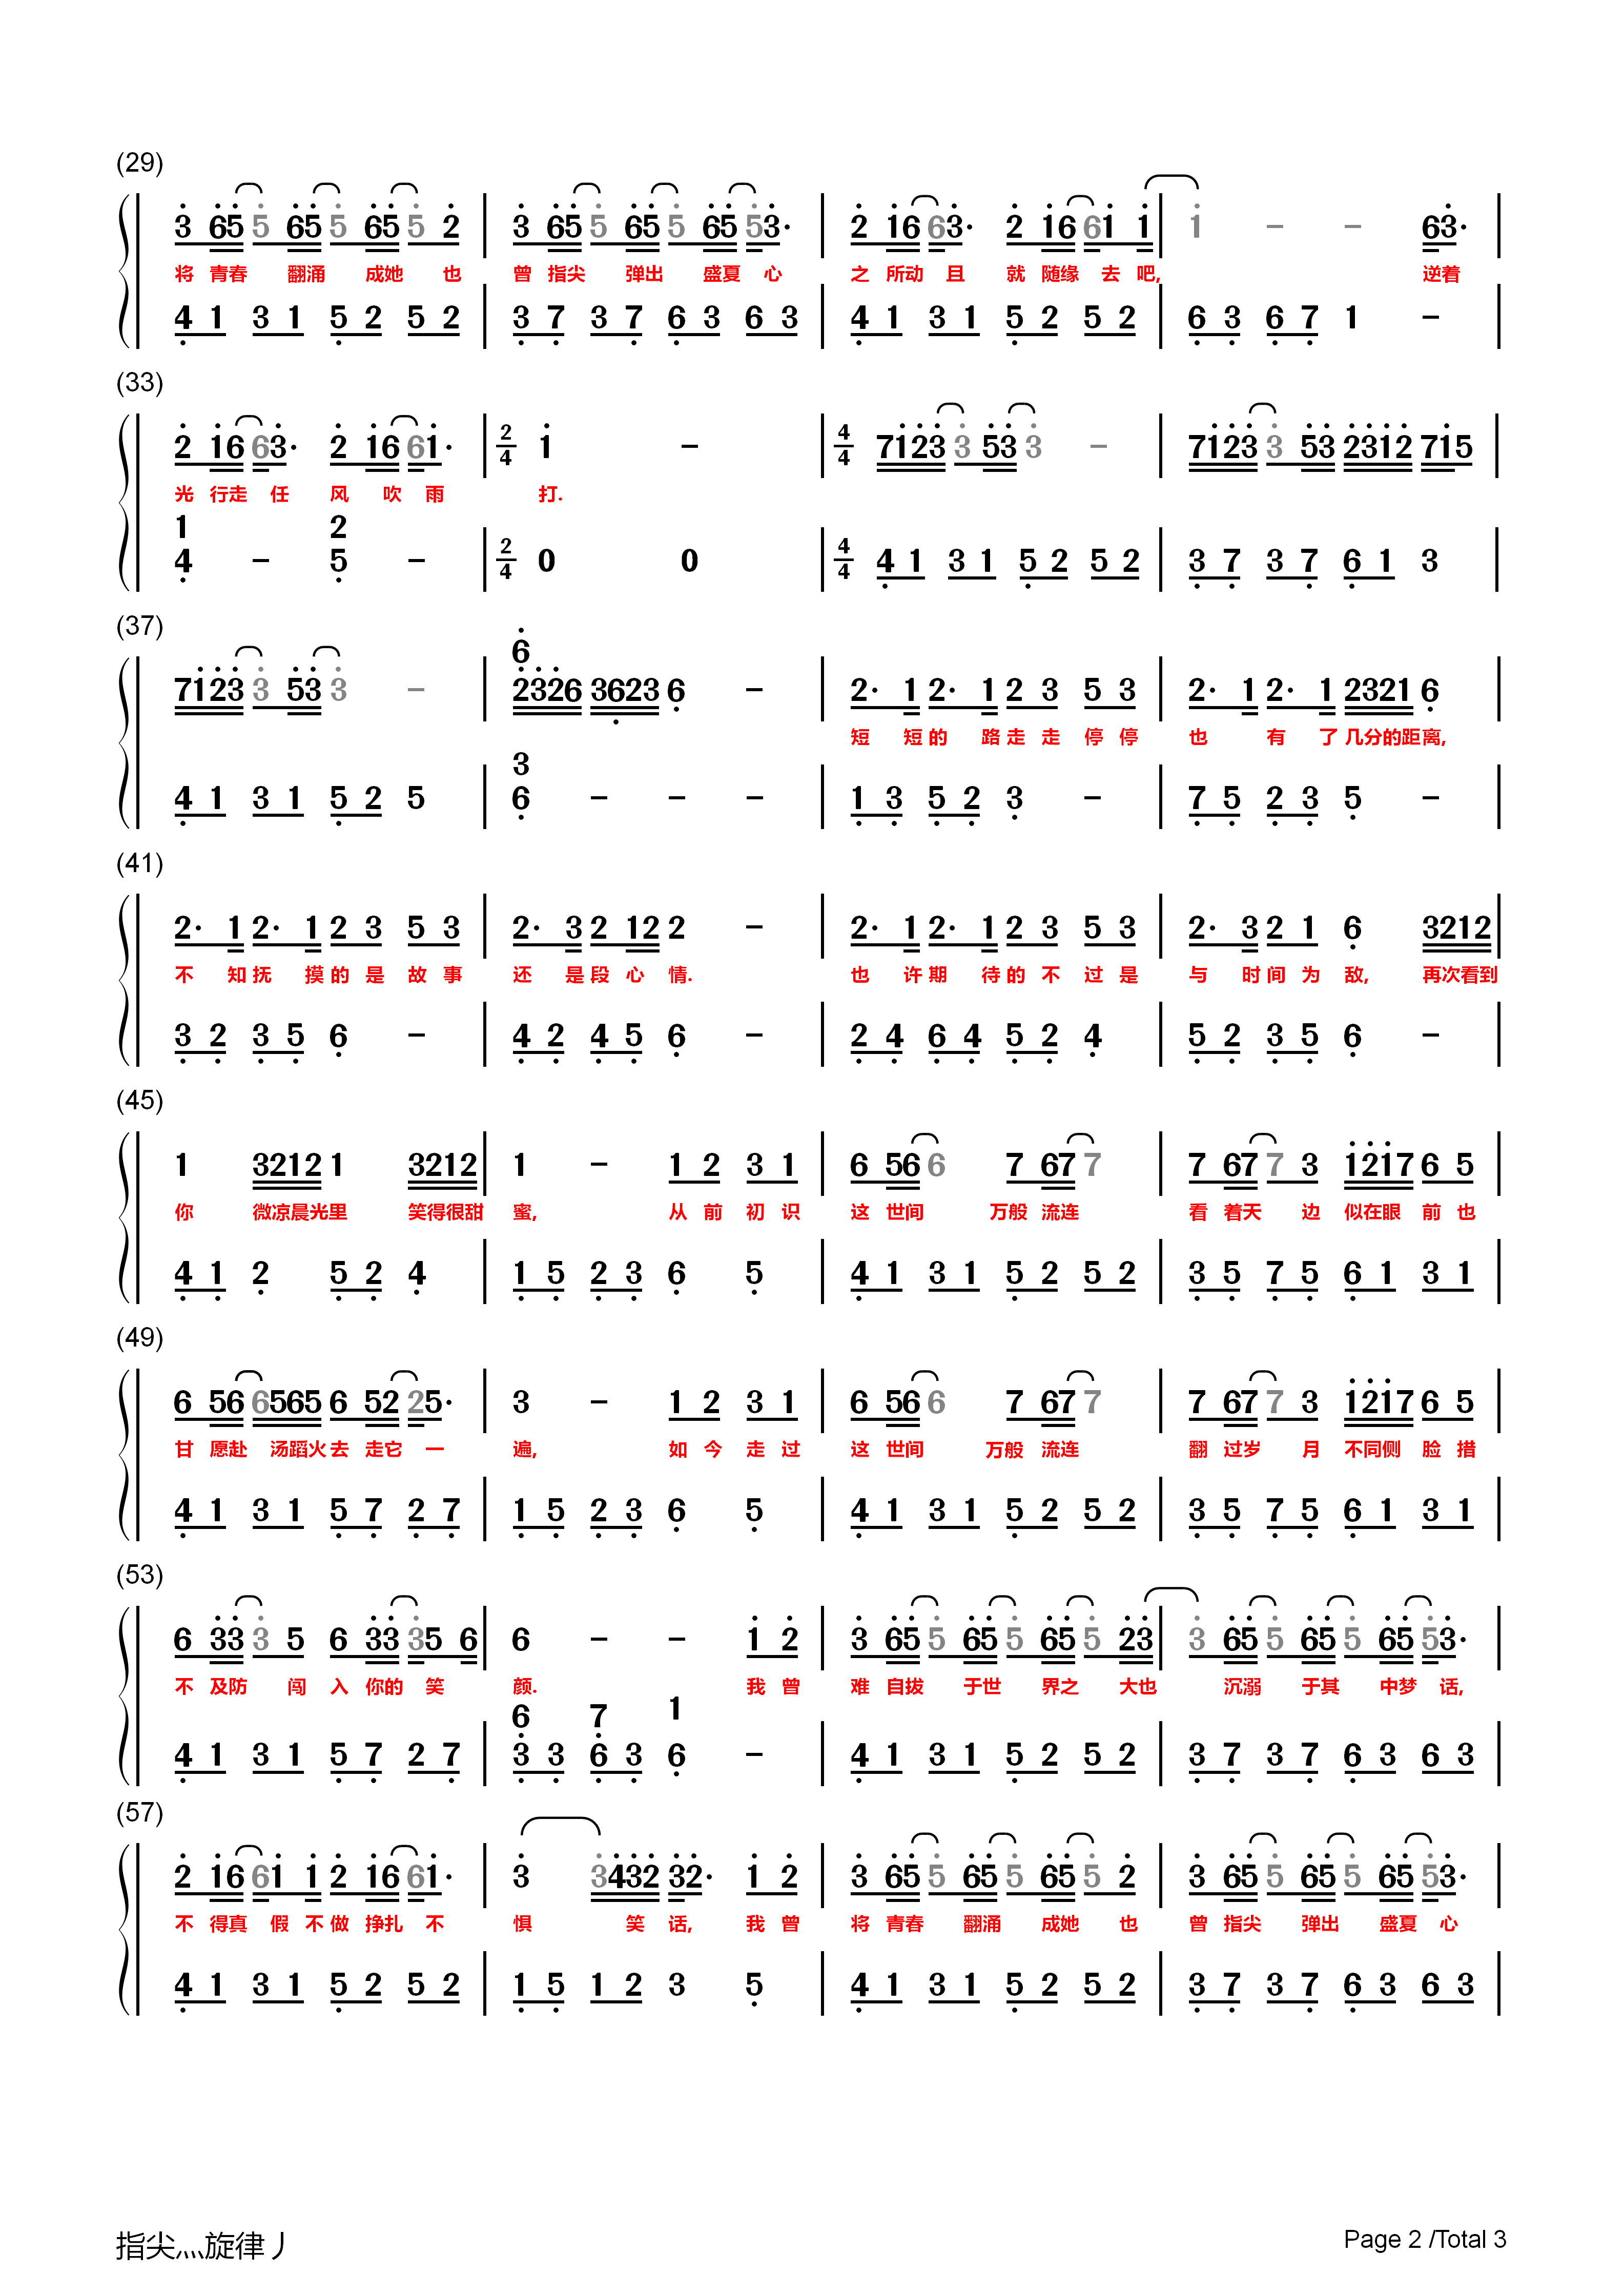 (29)
3 65 5 65 5 65 5 2 | 3 65 5 65 5 65 53· | 2 16 63· 2 16 61 1 | 1 – – 63· |
将 青春 翻涌 成她 也 曾 指尖 弹出 盛夏 心 之 所动 且 就 随缘 去 吧, 逆着
4 1 3 1 5 2 5 2 | 3 7 3 7 6 3 6 3 | 4 1 3 1 5 2 5 2 | 6 3 6 7 1 – |
(33)
2 16 63· 2 16 61· | 2/4 1 – | 4/4 7123 3 53 3 – | 7123 3 53 2312 715 |
光 行走 任 风 吹 雨 打.
1 2
4 – 5 – | 2/4 0 0 | 4/4 4 1 3 1 5 2 5 2 | 3 7 3 7 6 1 3 |
(37)
6
7123 3 53 3 – | 2326 3623 6 – | 2· 1 2· 1 2 3 5 3 | 2· 1 2· 1 2321 6 |
短 短 的 路 走 走 停 停 也 有 了 几分的距离,
3
4 1 3 1 5 2 5 | 6 – – – | 1 3 5 2 3 – | 7 5 2 3 5 – |
(41)
2· 1 2· 1 2 3 5 3 | 2· 3 2 12 2 – | 2· 1 2· 1 2 3 5 3 | 2· 3 2 1 6 3212 |
不 知 抚 摸 的 是 故 事 还 是 段 心 情. 也 许 期 待 的 不 过 是 与 时 间 为 敌, 再次看到
3 2 3 5 6 – | 4 2 4 5 6 – | 2 4 6 4 5 2 4 | 5 2 3 5 6 – |
(45)
1 3212 1 3212 | 1 – 1 2 3 1 | 6 56 6 7 67 7 | 7 67 7 3 1217 6 5 |
你 微凉晨光里 笑得很甜 蜜, 从 前 初 识 这 世间 万般 流连 看 着天 边 似在眼 前 也
4 1 2 5 2 4 | 1 5 2 3 6 5 | 4 1 3 1 5 2 5 2 | 3 5 7 5 6 1 3 1 |
(49)
6 56 6565 6 52 25· | 3 – 1 2 3 1 | 6 56 6 7 67 7 | 7 67 7 3 1217 6 5 |
甘 愿赴 汤蹈火去 走它 一 遍, 如 今 走 过 这 世间 万般 流连 翻 过岁 月 不同侧 脸 措
4 1 3 1 5 7 2 7 | 1 5 2 3 6 5 | 4 1 3 1 5 2 5 2 | 3 5 7 5 6 1 3 1 |
(53)
6 33 3 5 6 33 35 6 | 6 – – 1 2 | 3 65 5 65 5 65 5 23 | 3 65 5 65 5 65 53· |
不 及防 闯 入 你的 笑 颜. 我 曾 难 自拔 于世 界之 大也 沉溺 于其 中梦 话,
6 7 1
4 1 3 1 5 7 2 7 | 3 3 6 3 6 – | 4 1 3 1 5 2 5 2 | 3 7 3 7 6 3 6 3 |
(57)
2 16 61 1 2 16 61· | 3 3432 32· 1 2 | 3 65 5 65 5 65 5 2 | 3 65 5 65 5 65 53· |
不 得真 假 不 做 挣扎 不 惧 笑 话, 我 曾 将 青春 翻涌 成她 也 曾 指尖 弹出 盛夏 心
4 1 3 1 5 2 5 2 | 1 5 1 2 3 5 | 4 1 3 1 5 2 5 2 | 3 7 3 7 6 3 6 3 |
指尖灬旋律丿
Page 2 /Total 3